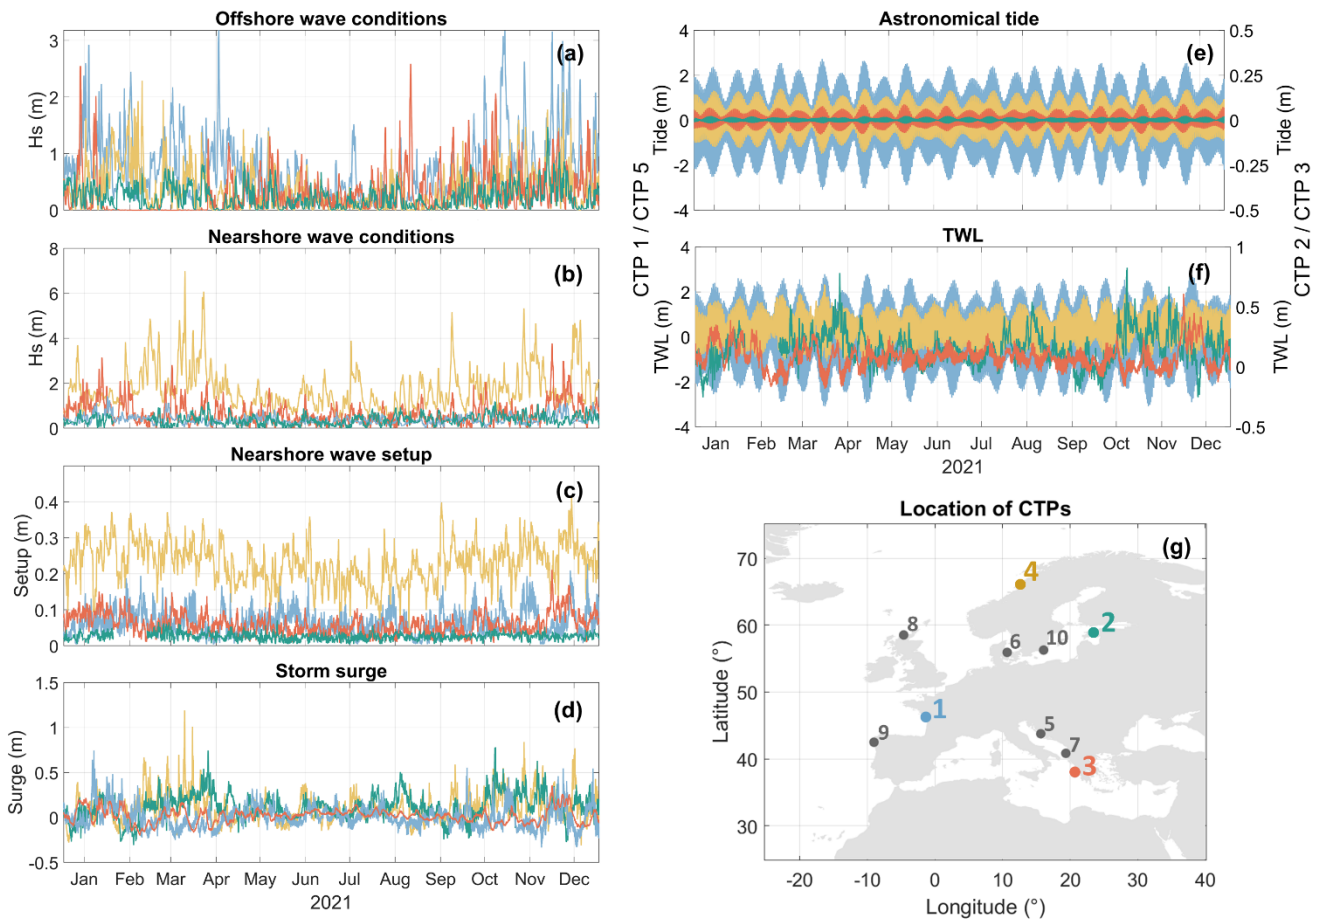 Offshore wave conditions
(a)
3
2
1
0
Hs (m)
Nearshore wave conditions
(b)
8
6
4
2
0
Hs (m)
Nearshore wave setup
(c)
0.4
0.3
0.2
0.1
0
Setup (m)
Storm surge
(d)
1.5
1
0.5
0
-0.5
Surge (m)
Jan Feb Mar Apr May Jun Jul Aug Sep Oct Nov Dec
2021
Astronomical tide
(e)
4
2
0
-2
-4
Tide (m)
0.5
0.25
0
-0.25
-0.5
Tide (m)
CTP 1 / CTP 5
CTP 2 / CTP 3
TWL
(f)
4
2
0
-2
-4
TWL (m)
1
0.5
0
-0.5
TWL (m)
Jan Feb Mar Apr May Jun Jul Aug Sep Oct Nov Dec
2021
Location of CTPs
(g)
70
60
50
40
30
Latitude (°)
4
8
2
6
10
1
9
5
7
3
-20 -10 0 10 20 30 40
Longitude (°)